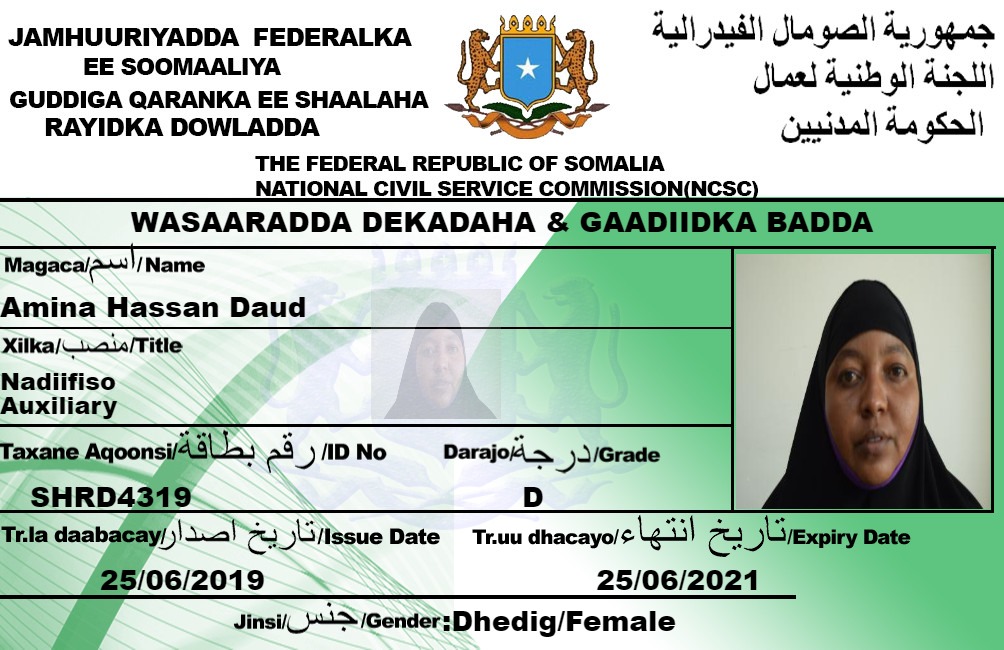 JAMHUURIYADDA FEDERALKA
EE SOOMAALIYA
GUDDIGA QARANKA EE SHAALAHA
RAYIDKA DOWLADDA
جمهورية الصومال الفيدرالية
اللجنة الوطنية لعمال
الحكومة المدنيين
THE FEDERAL REPUBLIC OF SOMALIA
NATIONAL CIVIL SERVICE COMMISSION(NCSC)
WASAARADDA DEKADAHA & GAADIIDKA BADDA
Magaca/اسم/Name
Amina Hassan Daud
Xilka/منصب/Title
Nadiifiso
Auxiliary
Taxane Aqoonsi/رقم بطاقة/ID No
SHRD4319
Darajo/درجة/Grade
D
Tr.la daabacay/تاريخ اصدار/Issue Date
25/06/2019
Tr.uu dhacayo/تاريخ انتهاء/Expiry Date
25/06/2021
Jinsi/جنس/Gender:Dhedig/Female